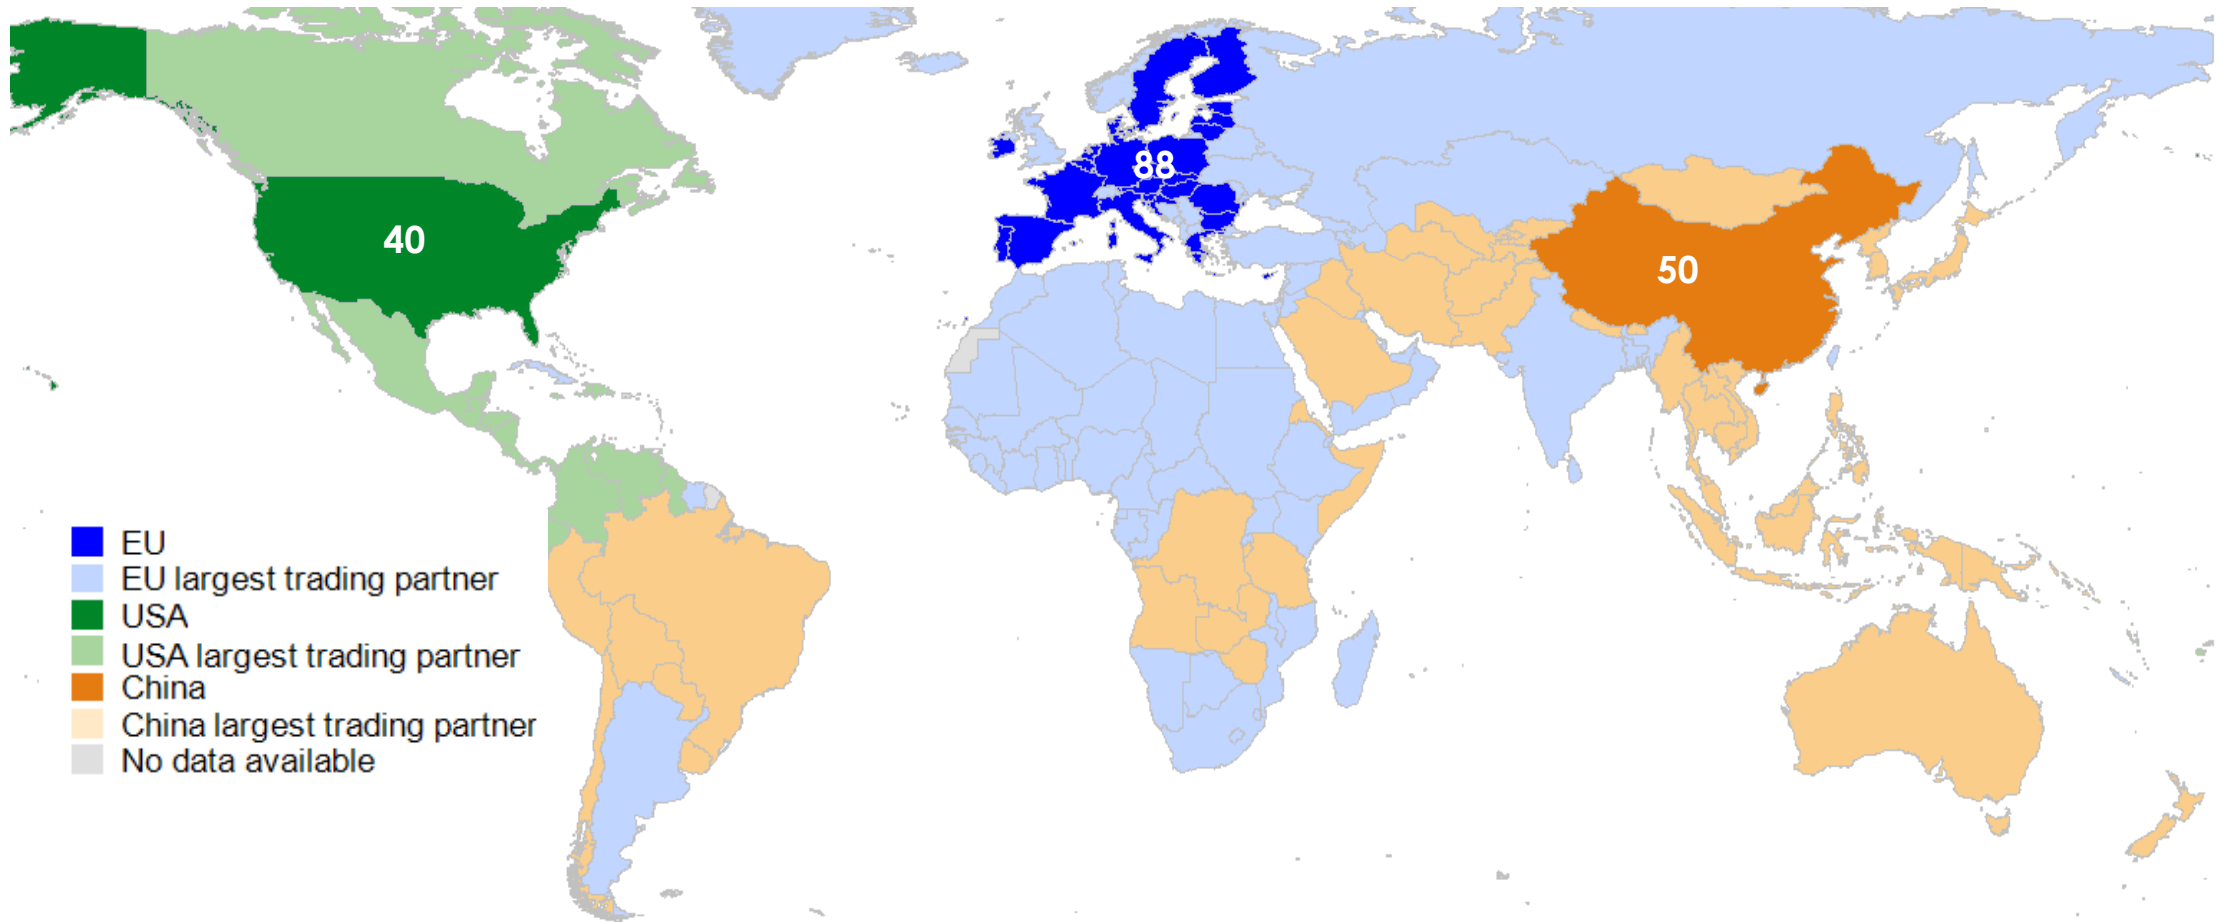 88
40
50
EU
EU largest trading partner
USA
USA largest trading partner
China
China largest trading partner
No data available